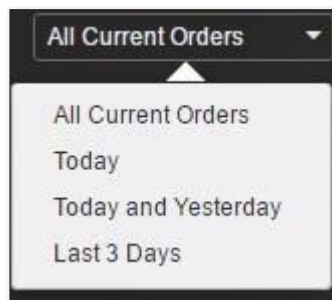 All Current Orders
All Current Orders
Today
Today and Yesterday
Last 3 Days